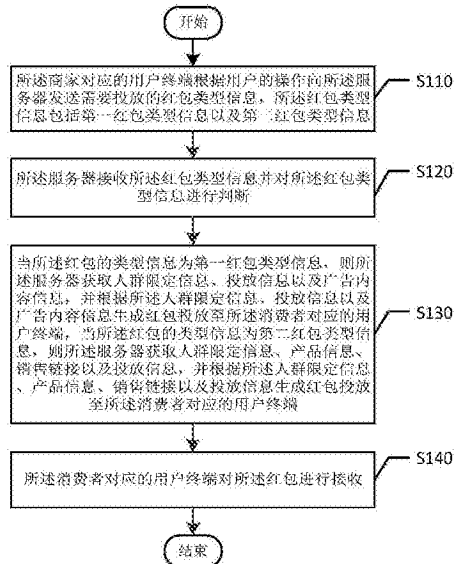 开始
所述商家对应的用户终端根据用户的操作向所述服
务器发送需要投放的红包类型信息，所述红包类型
信息包括第一红包类型信息以及第二红包类型信息
S110
所述服务器接收所述红包类型信息并对所述红包类
型信息进行判断
S120
当所述红包的类型信息为第一红包类型信息，则所
述服务器获取人群限定信息、投放信息以及广告内
容信息，并根据所述人群限定信息、投放信息以及
广告内容信息生成红包投放至所述消费者对应的用
户终端，当所述红包的类型信息为第二红包类型信
息，则所述服务器获取人群限定信息、产品信息、
销售链接以及投放信息，并根据所述人群限定信息
、产品信息、销售链接以及投放信息生成红包投放
至所述消费者对应的用户终端
S130
所述消费者对应的用户终端对所述红包进行接收
S140
结束